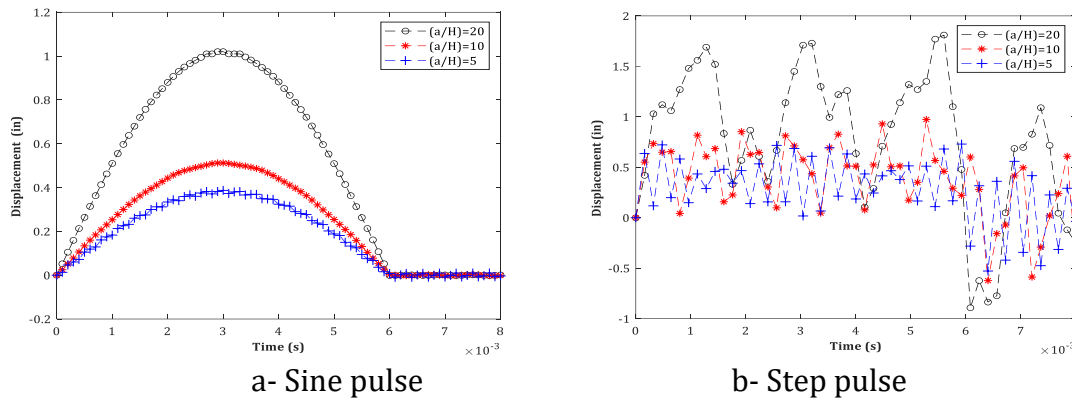 1.2
1
0.8
0.6
0.4
0.2
0
-0.2
Displacement (in)
0 1 2 3 4 5 6 7 8
Time (s)
×10⁻³
(a/H)=20
(a/H)=10
(a/H)=5
a- Sine pulse
2
1.5
1
0.5
0
-0.5
-1
Displacement (in)
0 1 2 3 4 5 6 7
Time (s)
×10⁻³
(a/H)=20
(a/H)=10
(a/H)=5
b- Step pulse